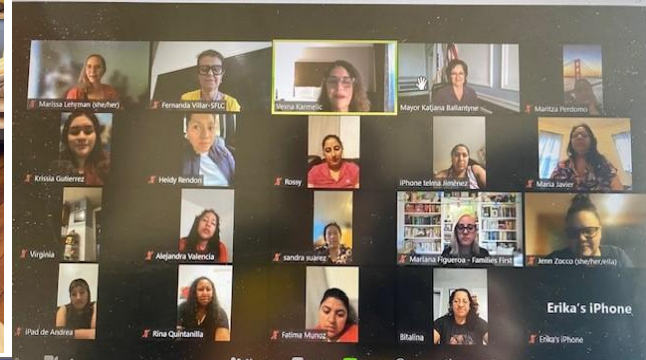 Marissa Lehrman (she/her)
Fernanda Villar-SFLC
Vesna Karmelic
Mayor Katjana Ballantyne
Maritza Perdomo
Krissia Gutierrez
Heidy Rendon
Rossy
iPhone telma Jiménez
Maria Javier
Virginia
Alejandra Valencia
sandra suarez
Mariana Figueroa - Families First
Jenn Zocco (she/her/ella)
iPad de Andrea
Rina Quintanilla
Fatima Munoz
Bitalina
Erika's iPhone
Erika's iPhone